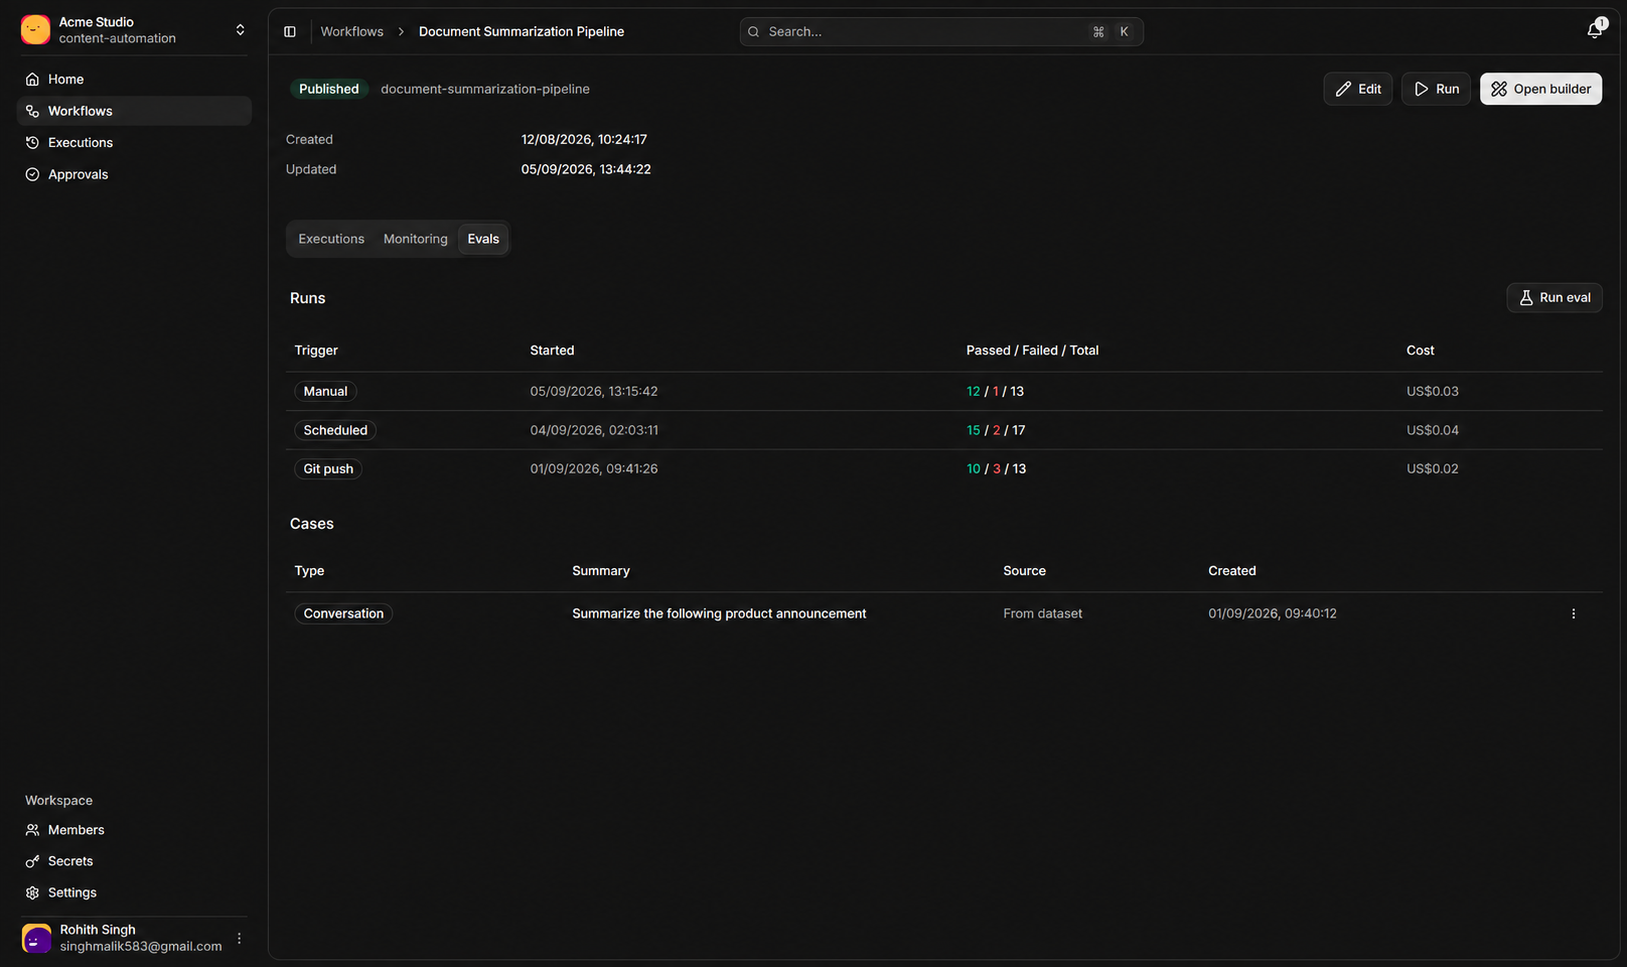 Acme Studio
content-automation
Home
Workflows
Executions
Approvals
Workspace
Members
Secrets
Settings
Rohith Singh
singhmalik583@gmail.com
Workflows > Document Summarization Pipeline
Search...
⌘ K
1
Published document-summarization-pipeline
Edit
Run
Open builder
Created 12/08/2026, 10:24:17
Updated 05/09/2026, 13:44:22
Executions Monitoring Evals
Runs
Run eval
Trigger Started Passed / Failed / Total Cost
Manual 05/09/2026, 13:15:42 12 / 1 / 13 US$0.03
Scheduled 04/09/2026, 02:03:11 15 / 2 / 17 US$0.04
Git push 01/09/2026, 09:41:26 10 / 3 / 13 US$0.02
Cases
Type Summary Source Created
Conversation Summarize the following product announcement From dataset 01/09/2026, 09:40:12